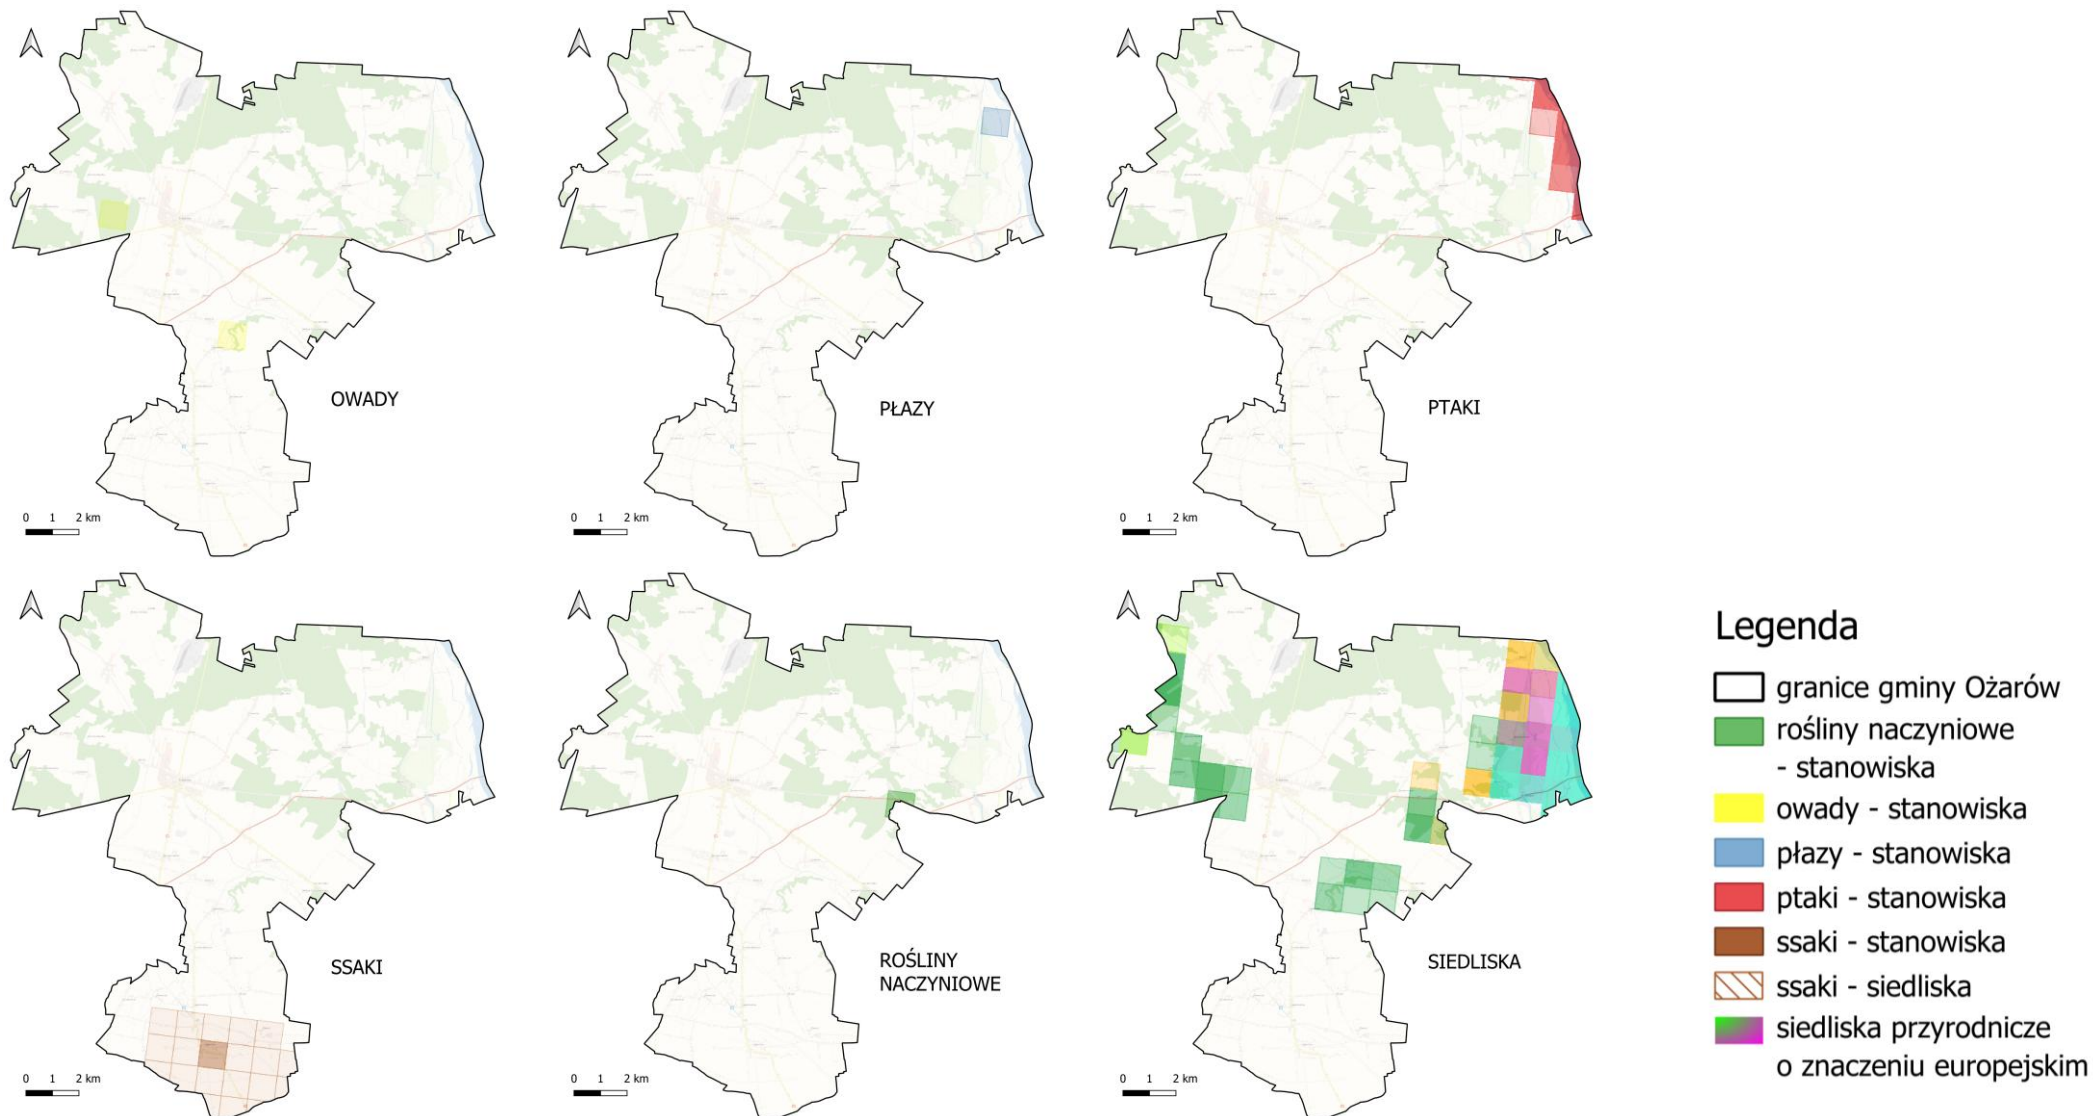 OWADY
0 1 2 km
PŁAZY
0 1 2 km
PTAKI
0 1 2 km
SSAKI
0 1 2 km
ROŚLINY
NACZYNIOWE
0 1 2 km
SIEDLISKA
0 1 2 km
Legenda
granice gminy Ożarów
rośliny naczyniowe
- stanowiska
owady - stanowiska
płazy - stanowiska
ptaki - stanowiska
ssaki - stanowiska
ssaki - siedliska
siedliska przyrodnicze
o znaczeniu europejskim